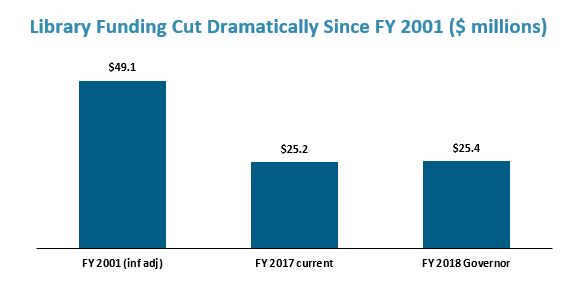 Library Funding Cut Dramatically Since FY 2001 ($ millions)
$49.1
$25.2
$25.4
FY 2001 (inf adj)
FY 2017 current
FY 2018 Governor